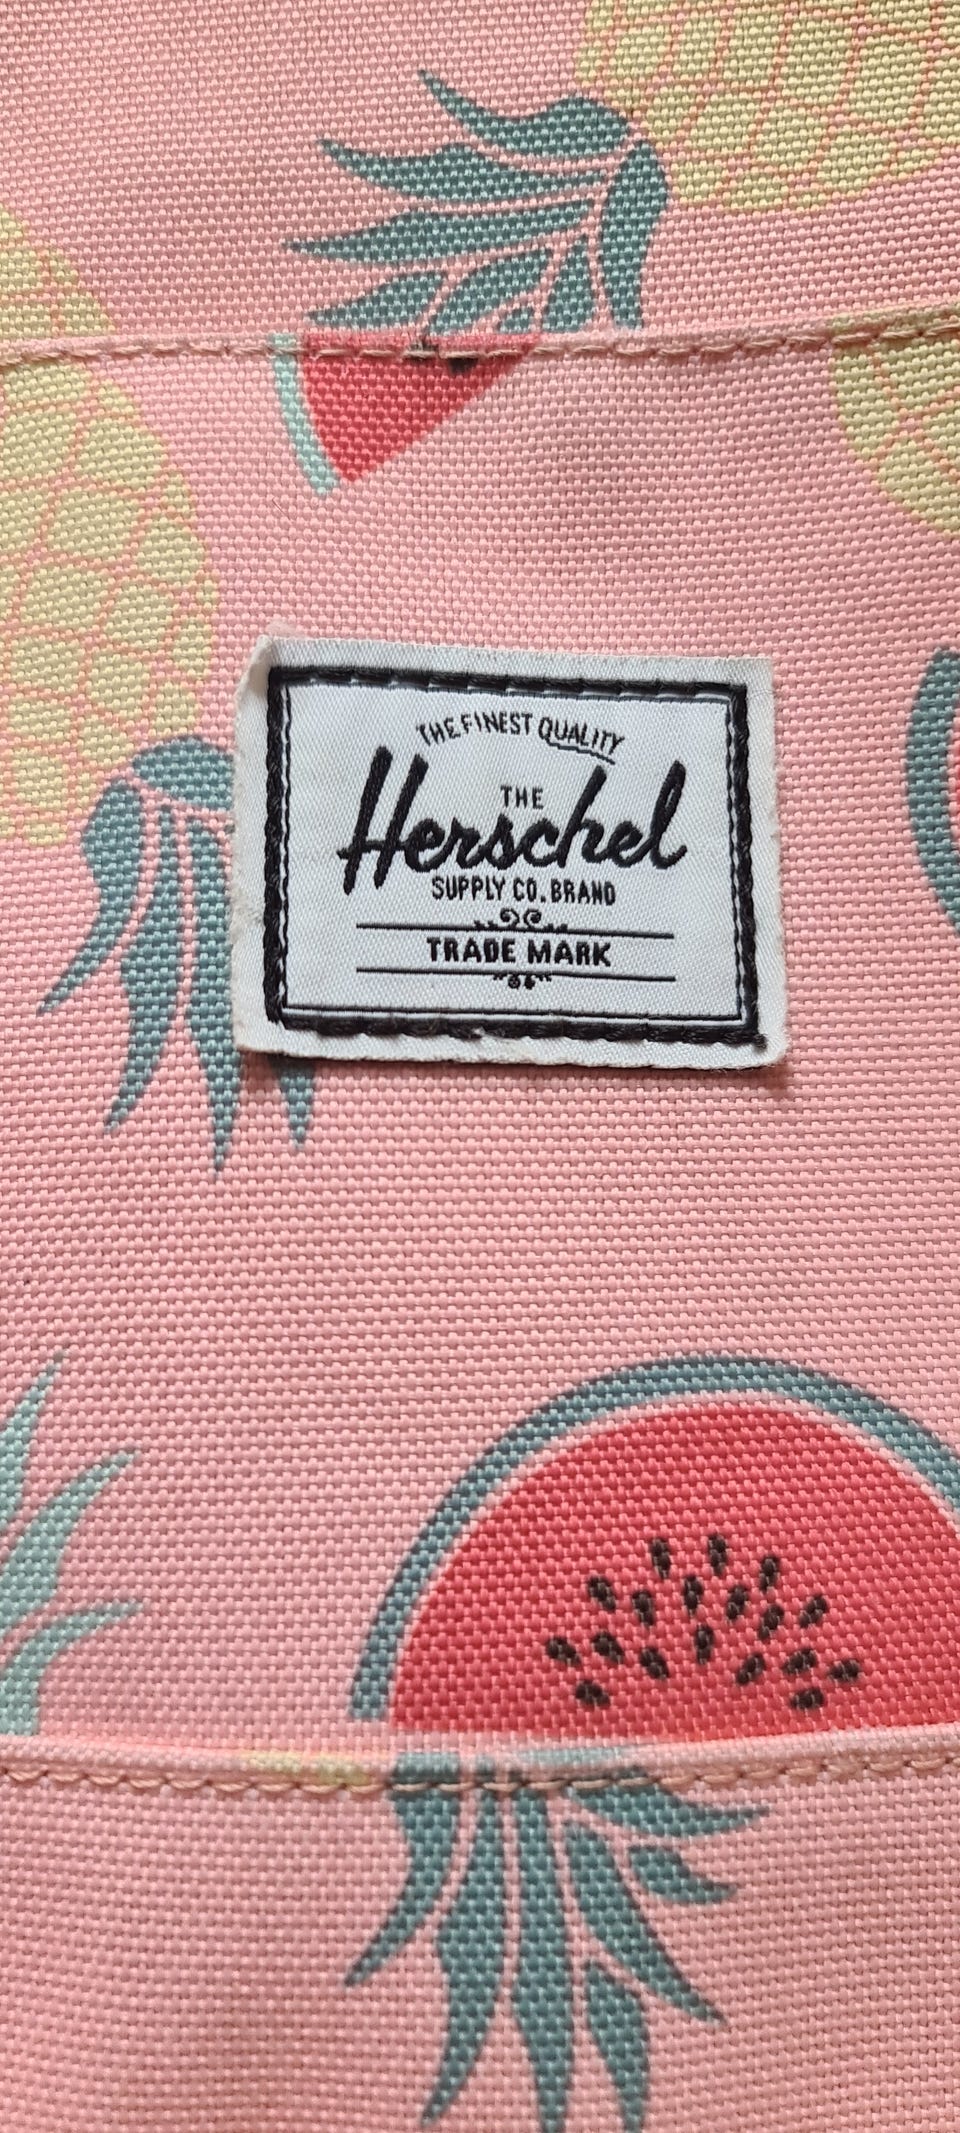 THE FINEST QUALITY
THE
Herschel
SUPPLY CO. BRAND
TRADE MARK